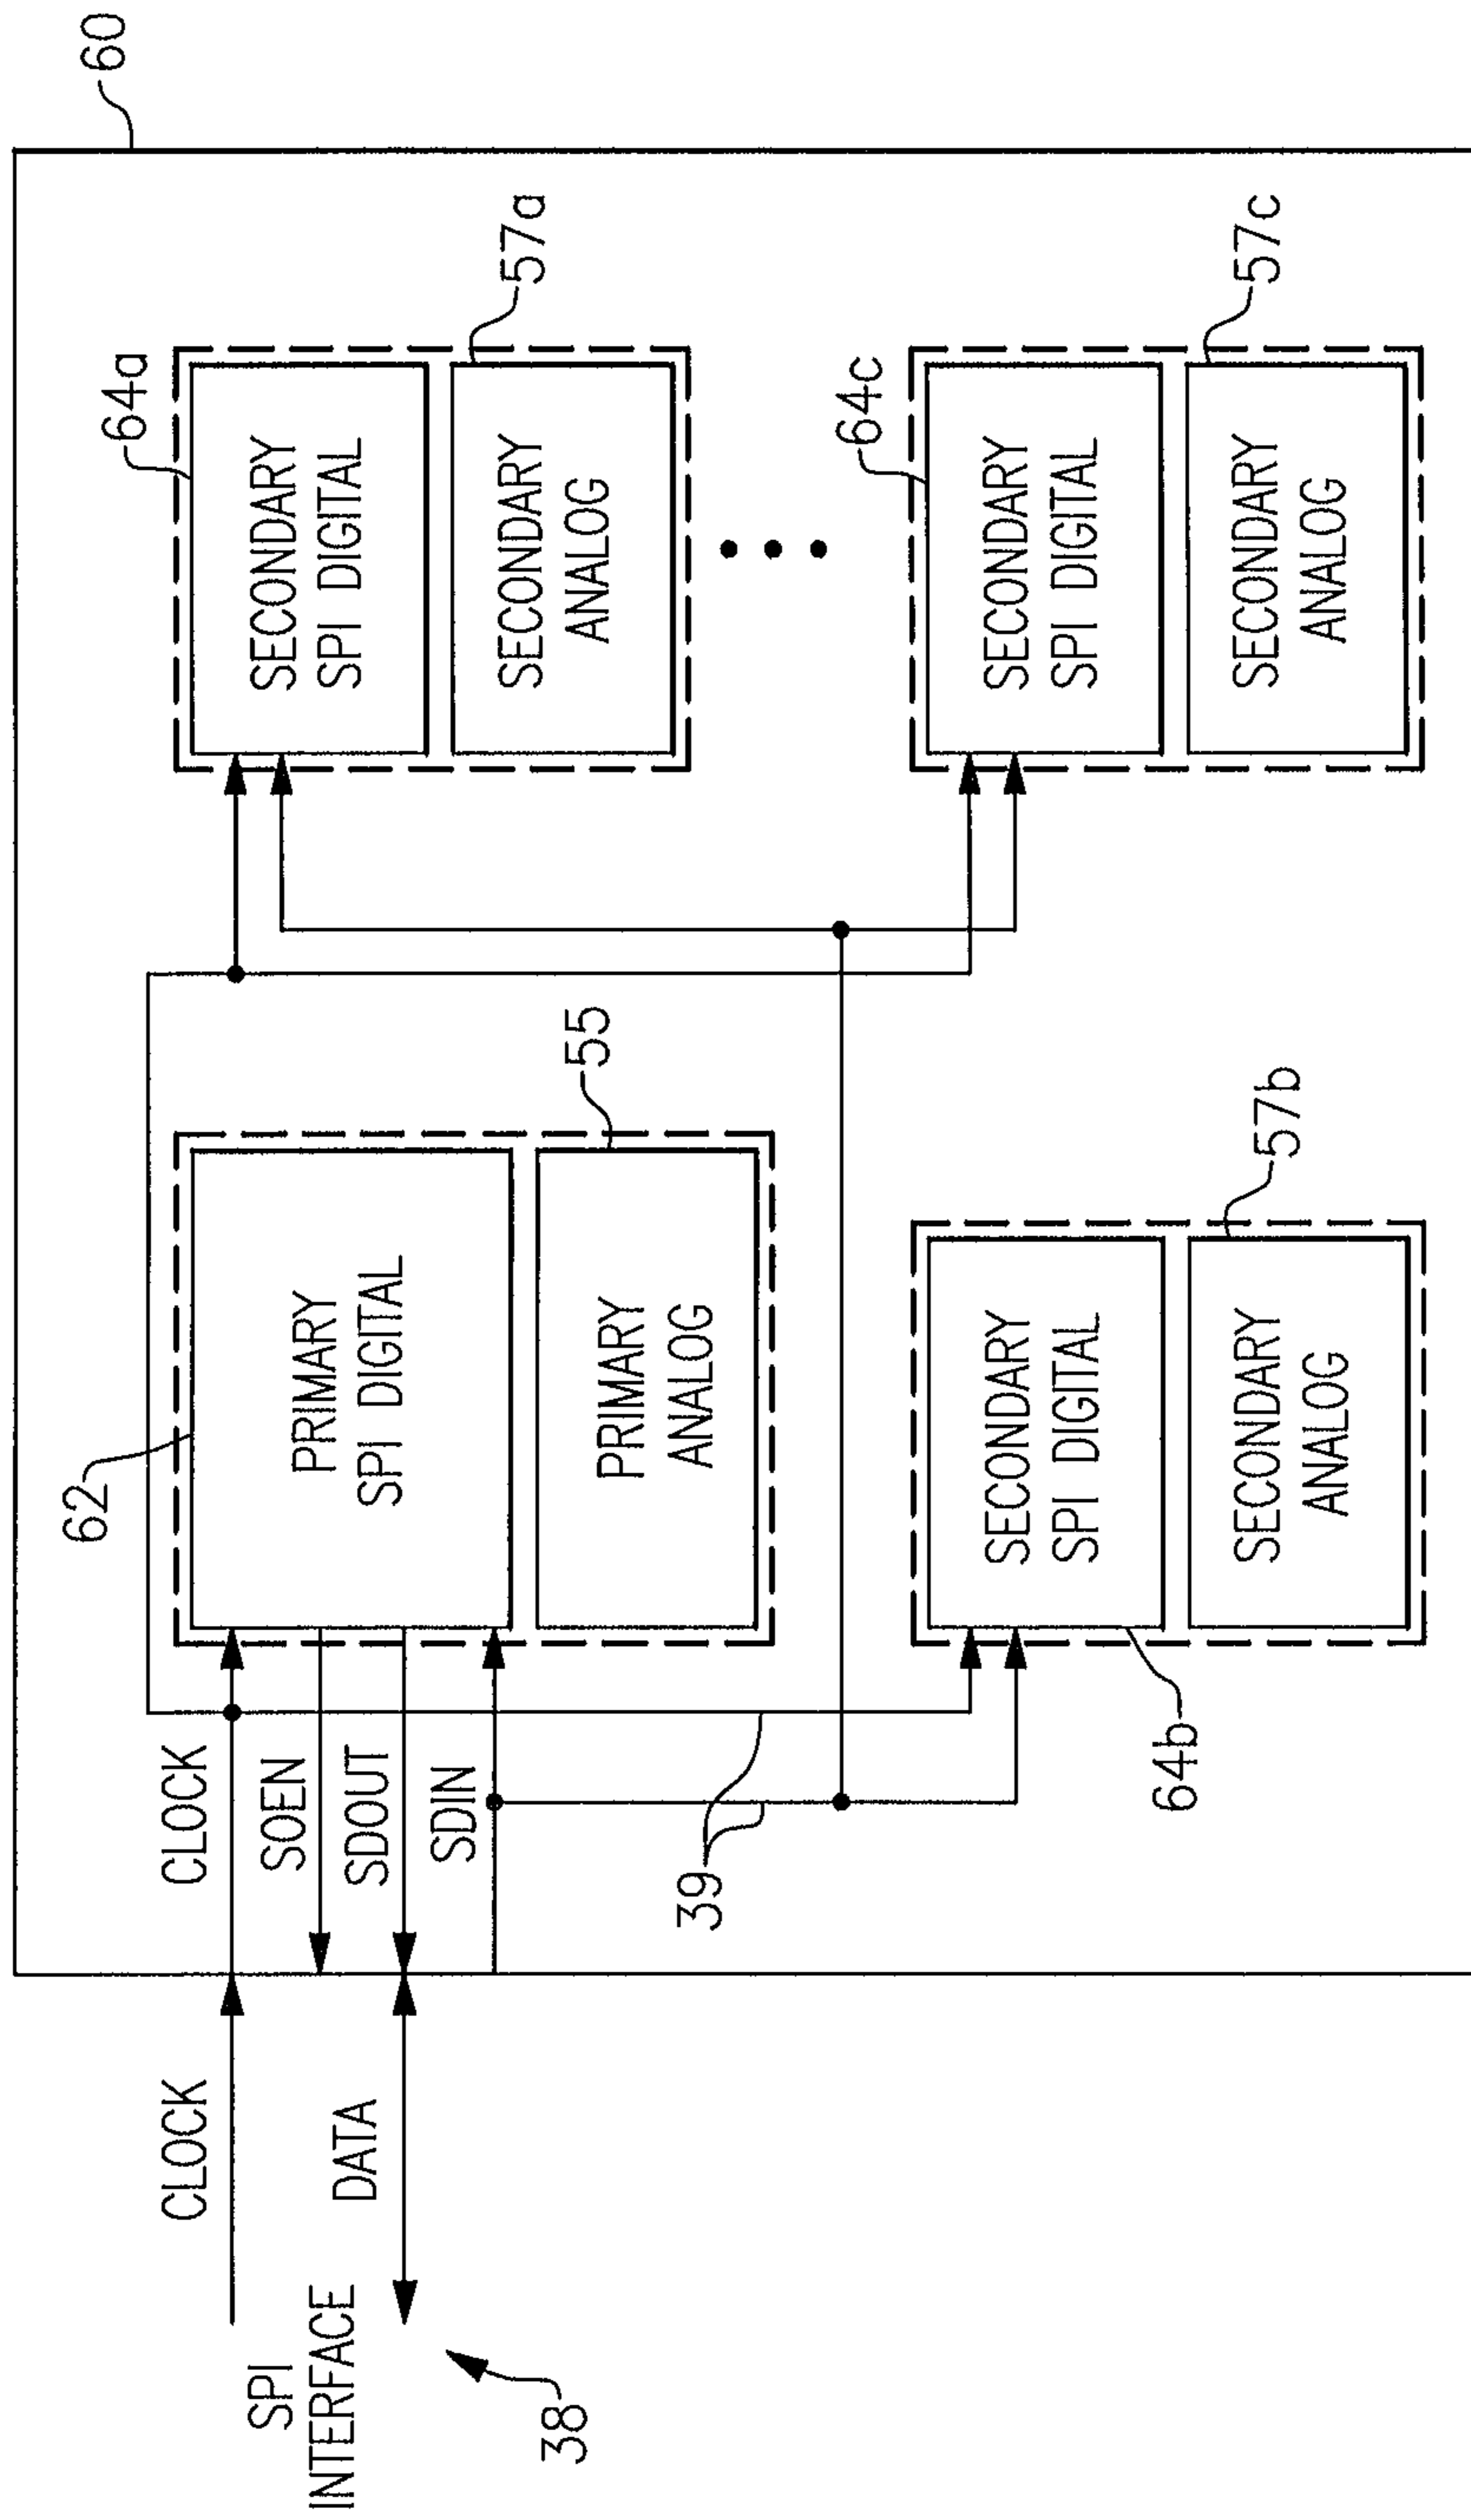 60
64a
SECONDARY
SPI DIGITAL
57a
SECONDARY
ANALOG
64c
SECONDARY
SPI DIGITAL
57c
SECONDARY
ANALOG
62
PRIMARY
SPI DIGITAL
55
PRIMARY
ANALOG
64b
SECONDARY
SPI DIGITAL
57b
SECONDARY
ANALOG
CLOCK
SOEN
SDOUT
SDIN
39
CLOCK
DATA
SPI
INTERFACE
38